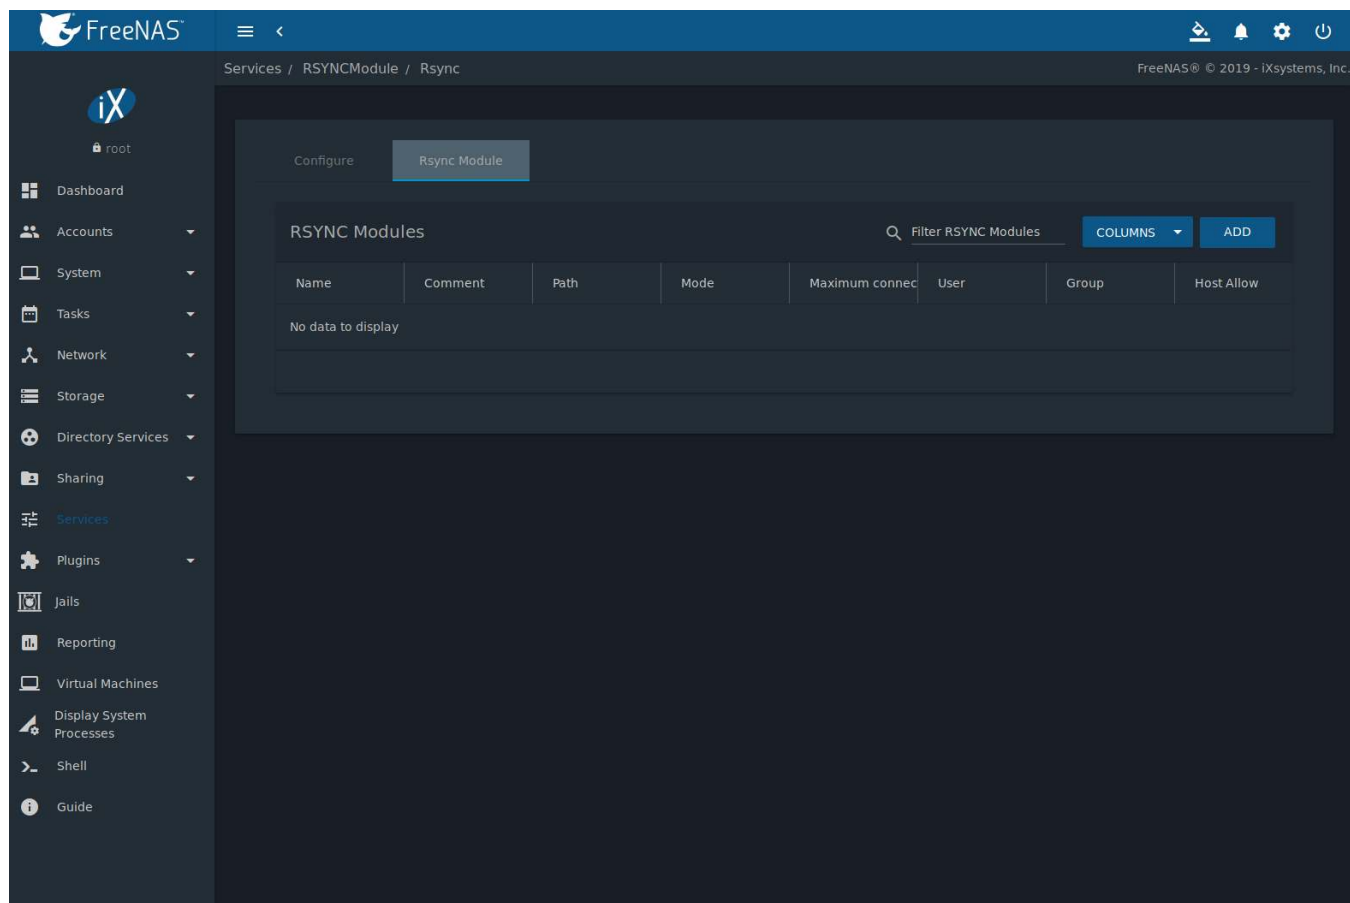 FreeNAS
Services / RSYNCModule / Rsync
FreeNAS® © 2019 - iXsystems, Inc.
iX
root
Configure
Rsync Module
Dashboard
Accounts
System
Tasks
Network
Storage
Directory Services
Sharing
Services
Plugins
Jails
Reporting
Virtual Machines
Display System
Processes
Shell
Guide
RSYNC Modules
Filter RSYNC Modules
COLUMNS
ADD
Name Comment Path Mode Maximum connec User Group Host Allow
No data to display